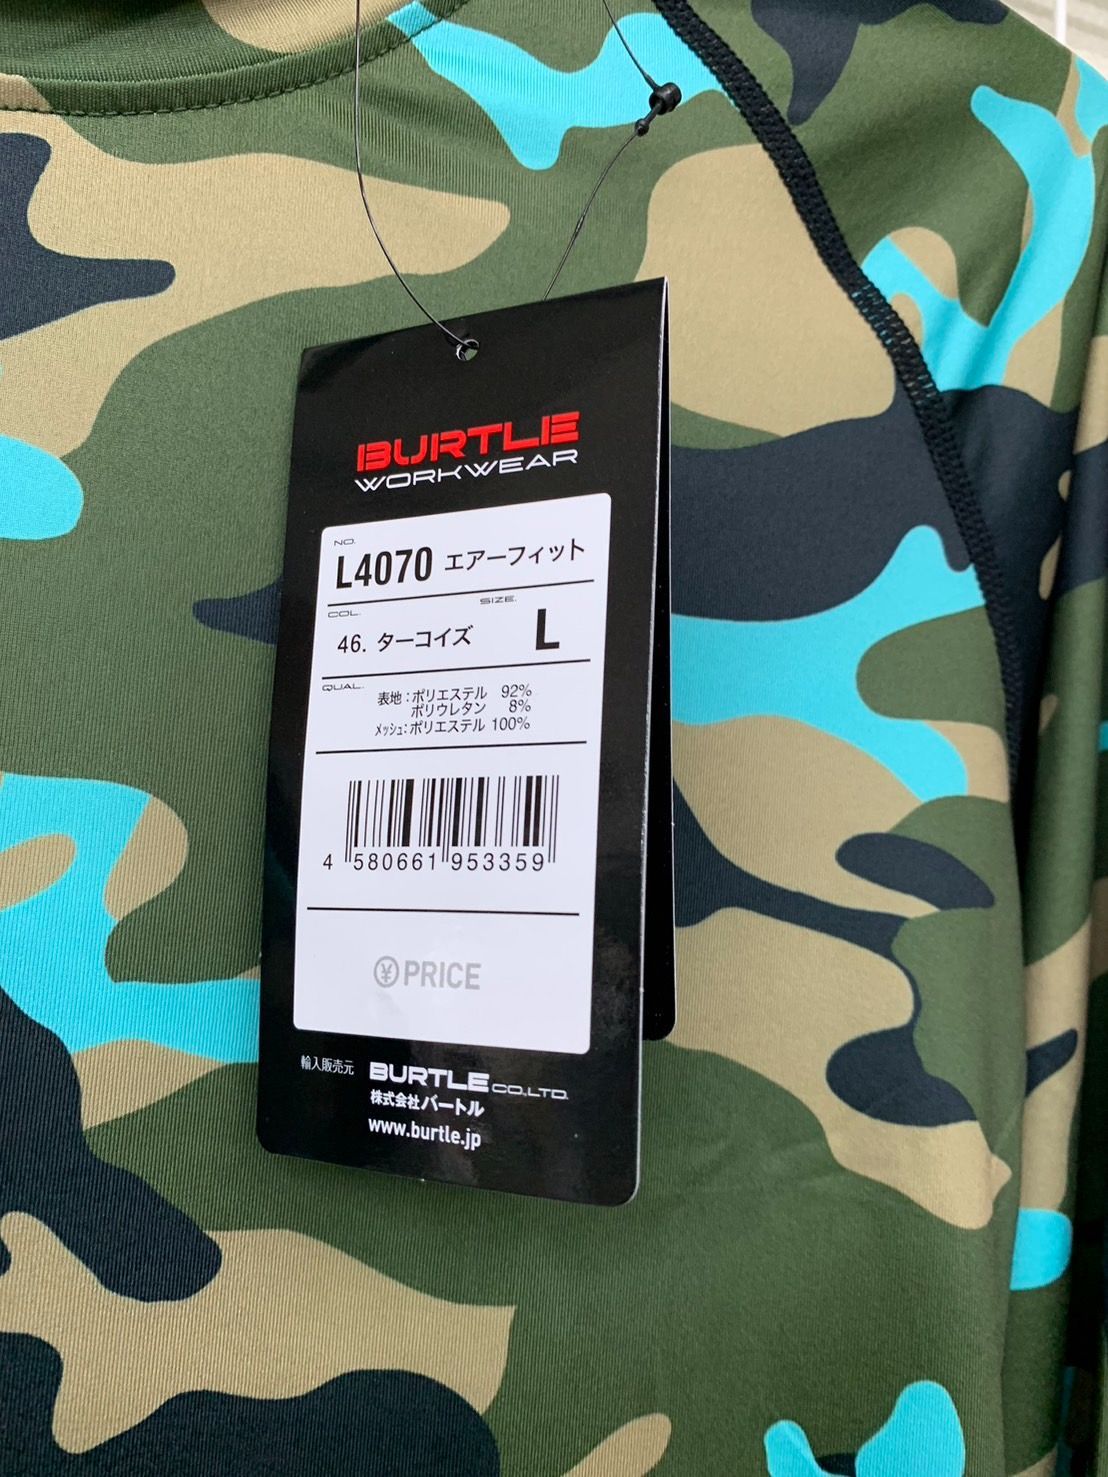 BURTLE
WORKWEAR
NO.
L4070 エアーフィット
COL.
SIZE.
46. ターコイズ
L
QUAL.
表地:ポリエステル 92%
ポリウレタン 8%
メッシュ:ポリエステル 100%
4 580661 953359
¥ PRICE
輸入販売元 BURTLE CO.,LTD.
株式会社バートル
www.burtle.jp